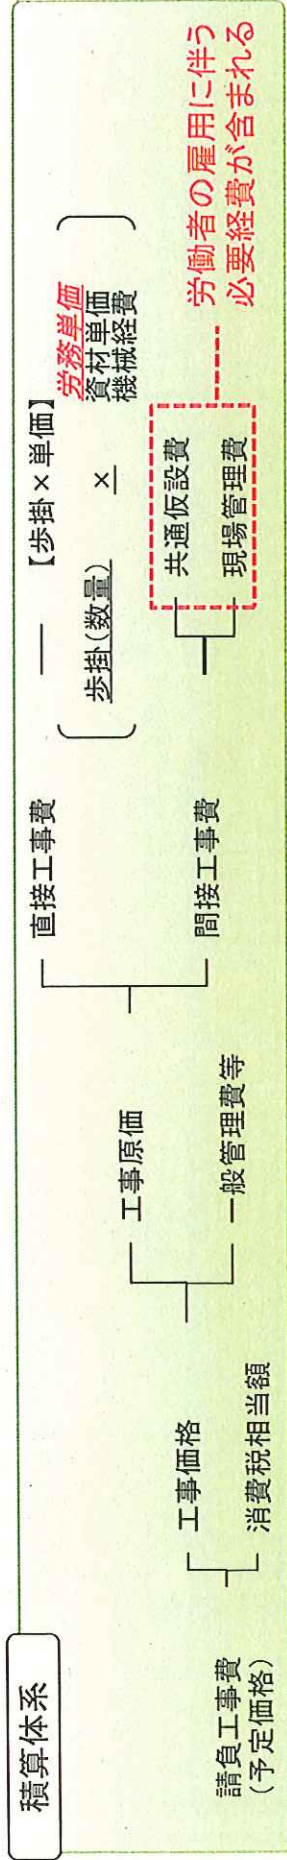 積算体系
請負工事費
(予定価格)
工事価格
消費税相当額
工事原価
一般管理費等
直接工事費
間接工事費
【歩掛×単価】
歩掛(数量)
×
労務単価
資材単価
機械経費
共通仮設費
現場管理費
労働者の雇用に伴う
必要経費が含まれる